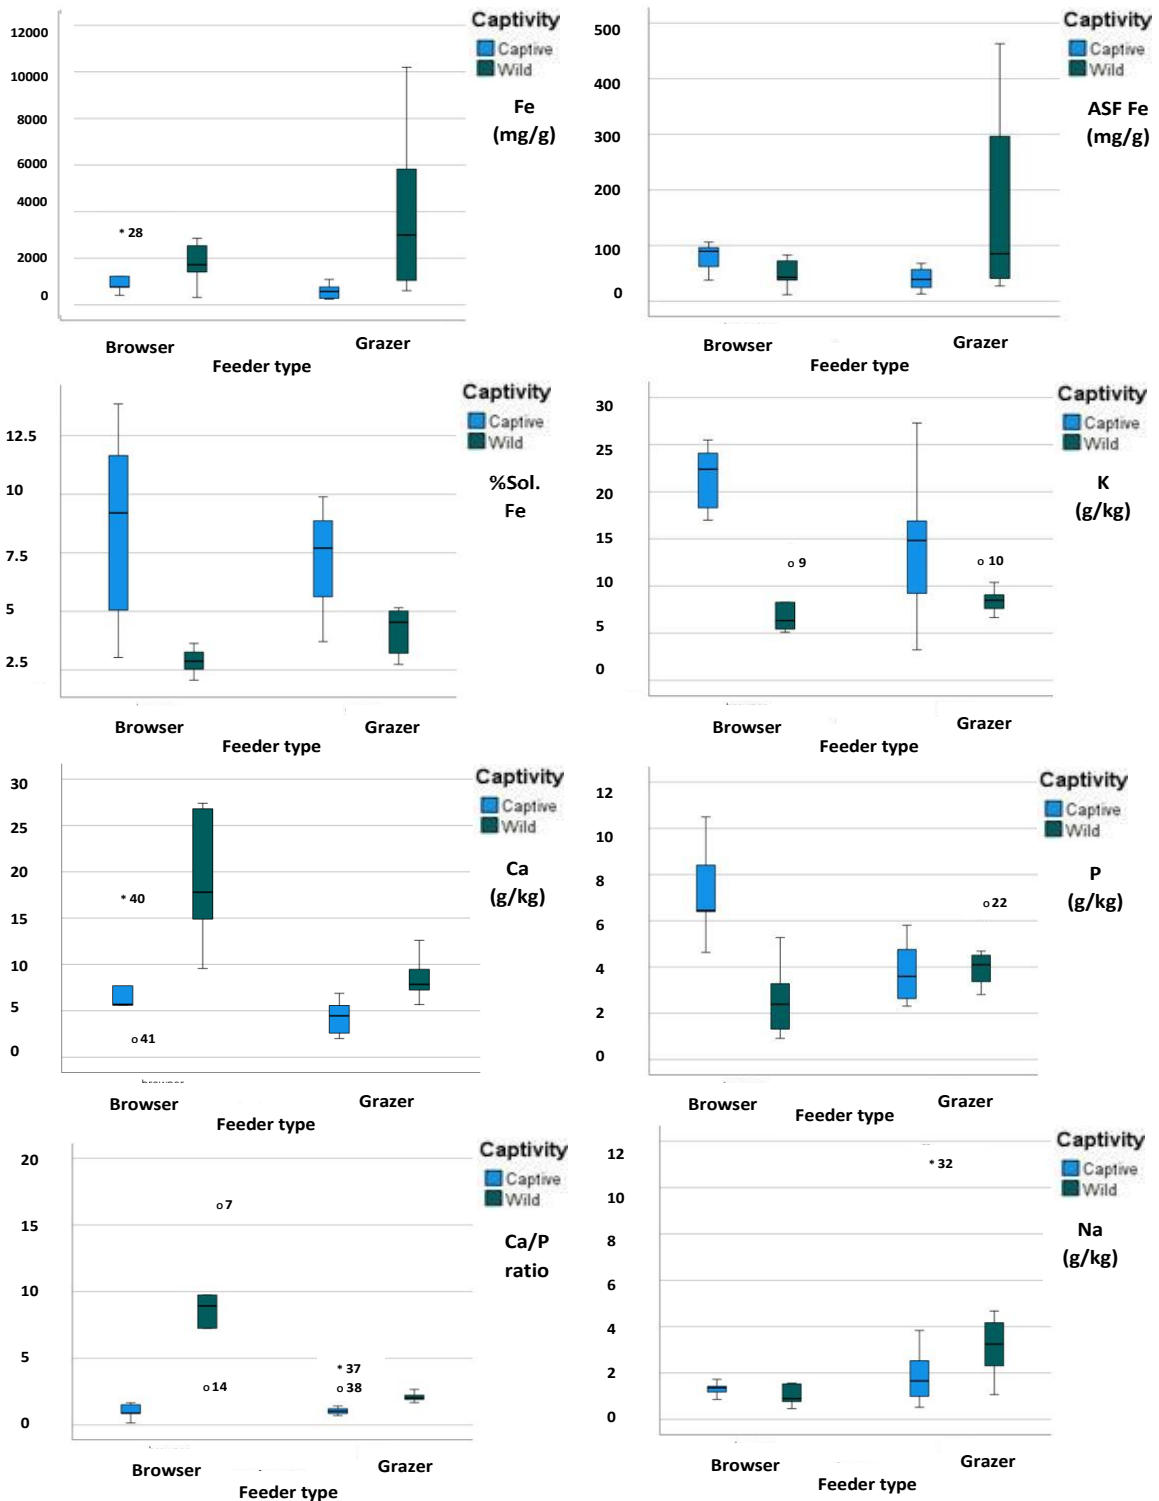 Captivity
Captive
Wild
Fe
(mg/g)
12000
10000
8000
6000
4000
2000
0
* 28
Browser
Grazer
Feeder type
Captivity
Captive
Wild
ASF Fe
(mg/g)
500
400
300
200
100
0
Browser
Grazer
Feeder type
Captivity
Captive
Wild
%Sol.
Fe
12.5
10
7.5
5
2.5
Browser
Grazer
Feeder type
Captivity
Captive
Wild
K
(g/kg)
30
25
20
15
10
5
0
o 9
o 10
Browser
Grazer
Feeder type
Captivity
Captive
Wild
Ca
(g/kg)
30
25
20
15
10
5
0
* 40
o 41
Browser
Grazer
Feeder type
Captivity
Captive
Wild
P
(g/kg)
12
10
8
6
4
2
0
o 22
Browser
Grazer
Feeder type
Captivity
Captive
Wild
Ca/P
ratio
20
15
10
5
0
o 7
o 14
* 37
o 38
Browser
Grazer
Feeder type
Captivity
Captive
Wild
Na
(g/kg)
12
10
8
6
4
2
0
* 32
Browser
Grazer
Feeder type